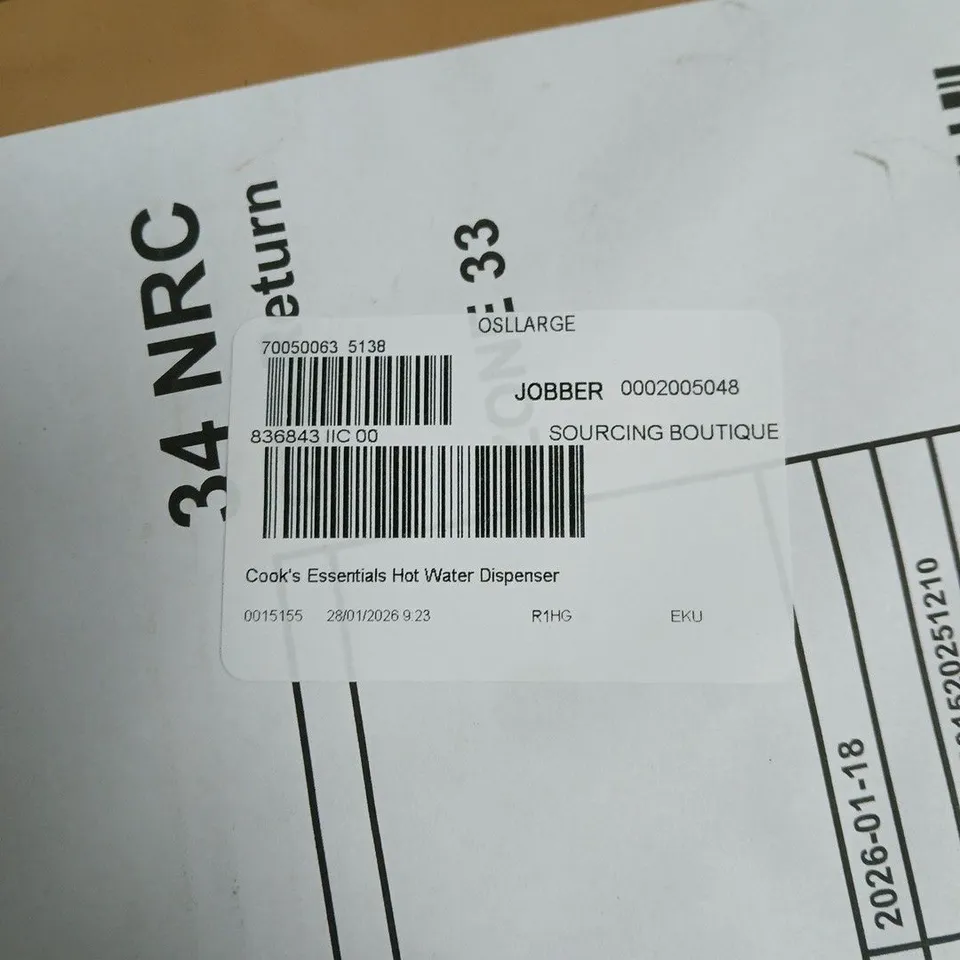 34 NRC
eturn
33
OSLLARGE
70050063 5138
JOBBER 0002005048
836843 IIC 00
SOURCING BOUTIQUE
Cook's Essentials Hot Water Dispenser
0015155 28/01/2026 9:23 R1HG EKU
2026-01-18